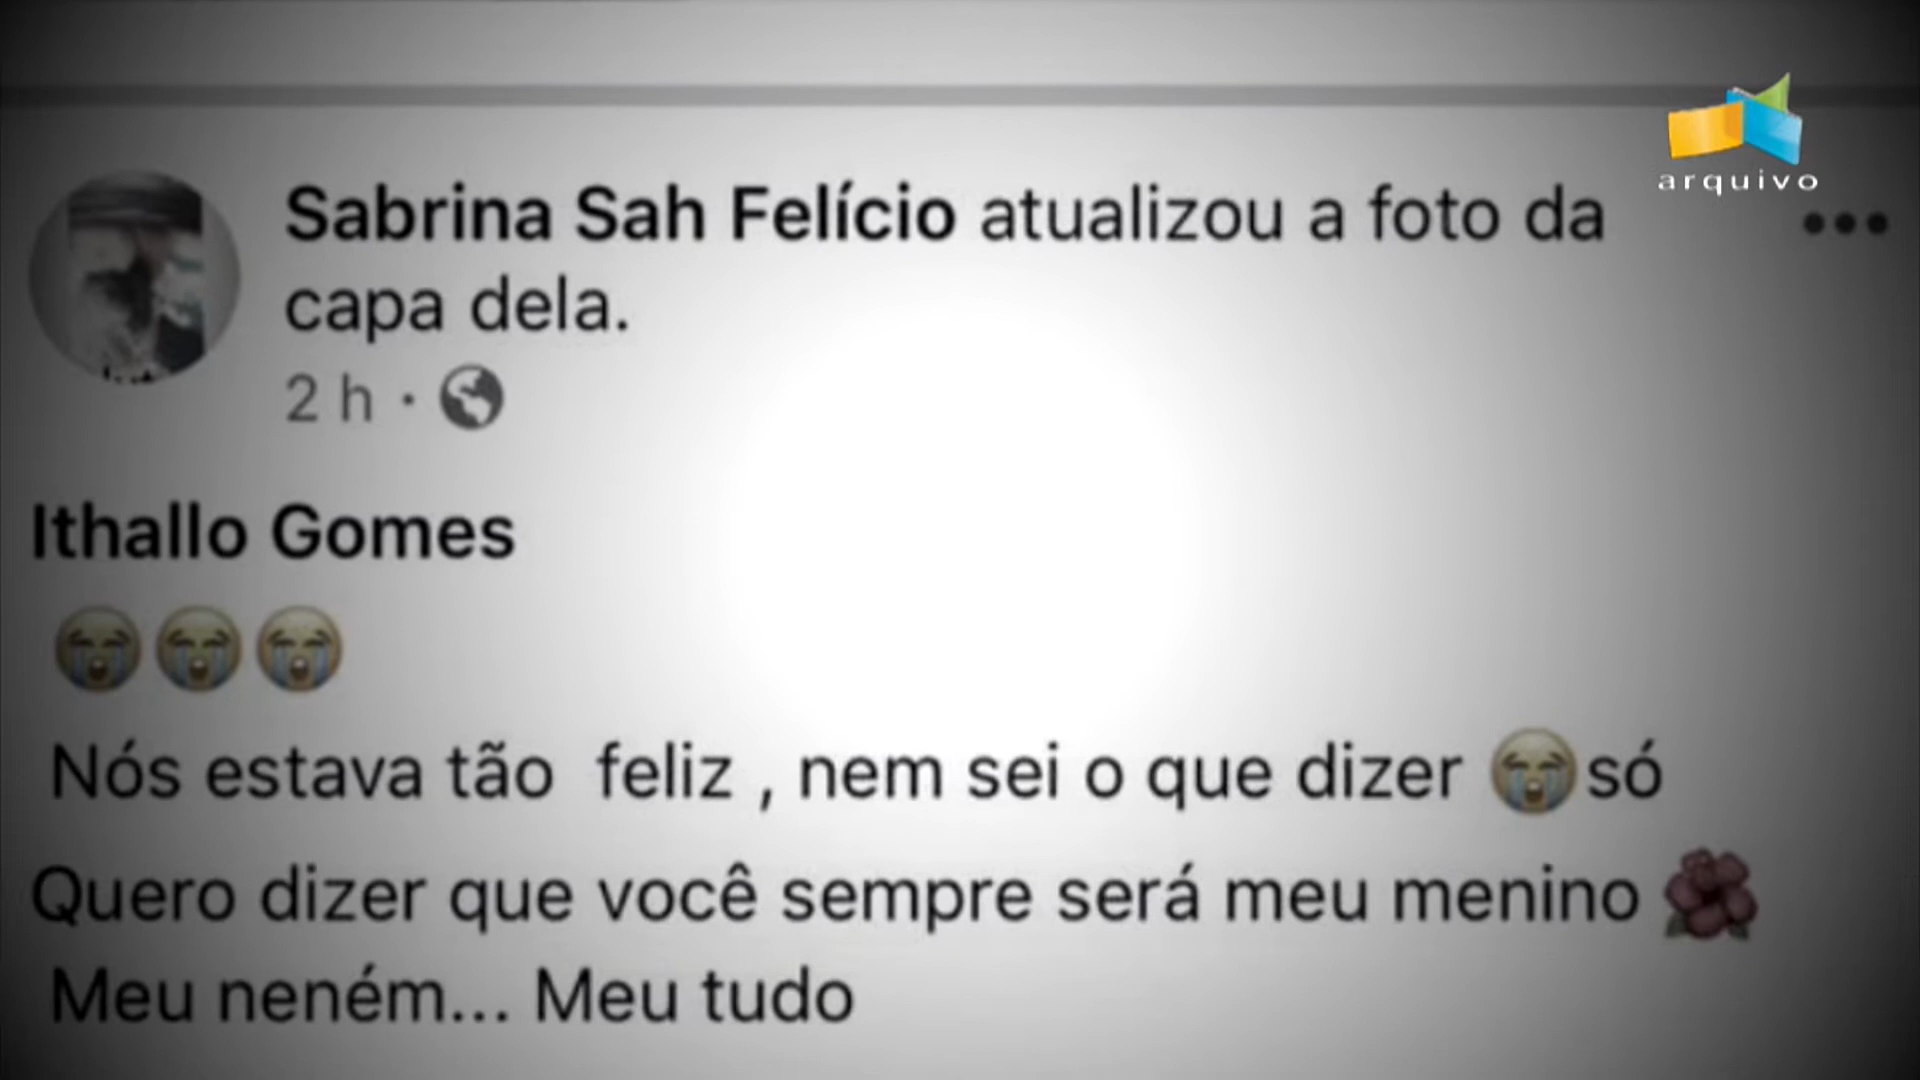 arquivo
Sabrina Sah Felício atualizou a foto da
capa dela.
2 h ·
Ithallo Gomes
😭😭😭
Nós estava tão feliz , nem sei o que dizer 😭só
Quero dizer que você sempre será meu menino 🌺
Meu neném... Meu tudo